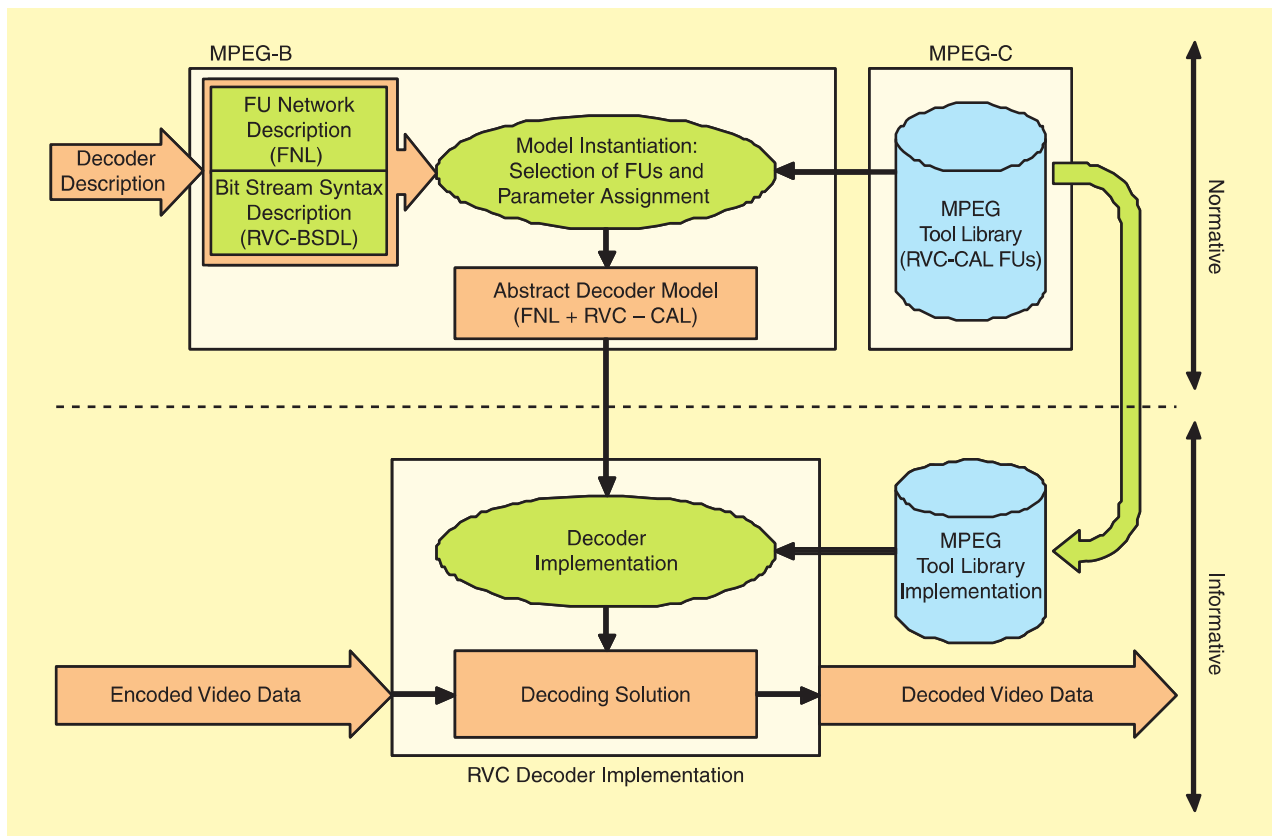 MPEG-B
MPEG-C
FU Network
Description
(FNL)
Bit Stream Syntax
Description
(RVC-BSDL)
Decoder
Description
Model Instantiation:
Selection of FUs and
Parameter Assignment
MPEG
Tool Library
(RVC-CAL FUs)
Normative
Abstract Decoder Model
(FNL + RVC – CAL)
Decoder
Implementation
MPEG
Tool Library
Implementation
Informative
Encoded Video Data
Decoding Solution
Decoded Video Data
RVC Decoder Implementation